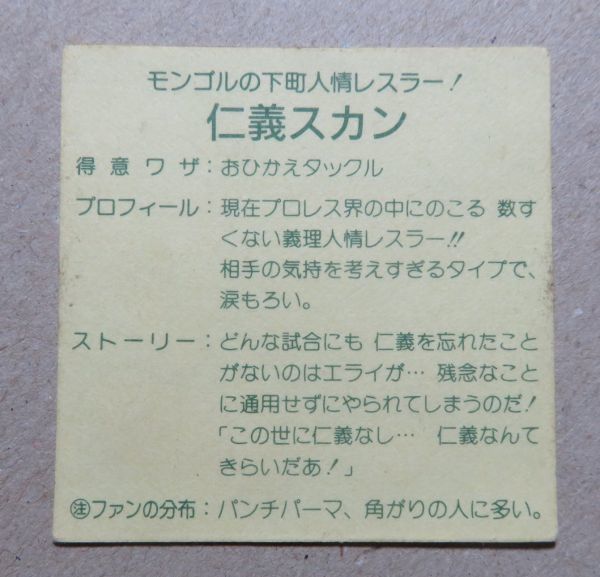 モンゴルの下町人情レスラー!
仁義スカン
得意ワザ:おひかえタックル
プロフィール:現在プロレス界の中にのこる 数す
くない義理人情レスラー!!
相手の気持を考えすぎるタイプで、
涙もろい。
ストーリー:どんな試合にも 仁義を忘れたこと
がないのはエライが… 残念なこと
に通用せずにやられてしまうのだ!
「この世に仁義なし… 仁義なんて
きらいだあ!」
㊟ファンの分布:パンチパーマ、角がりの人に多い。